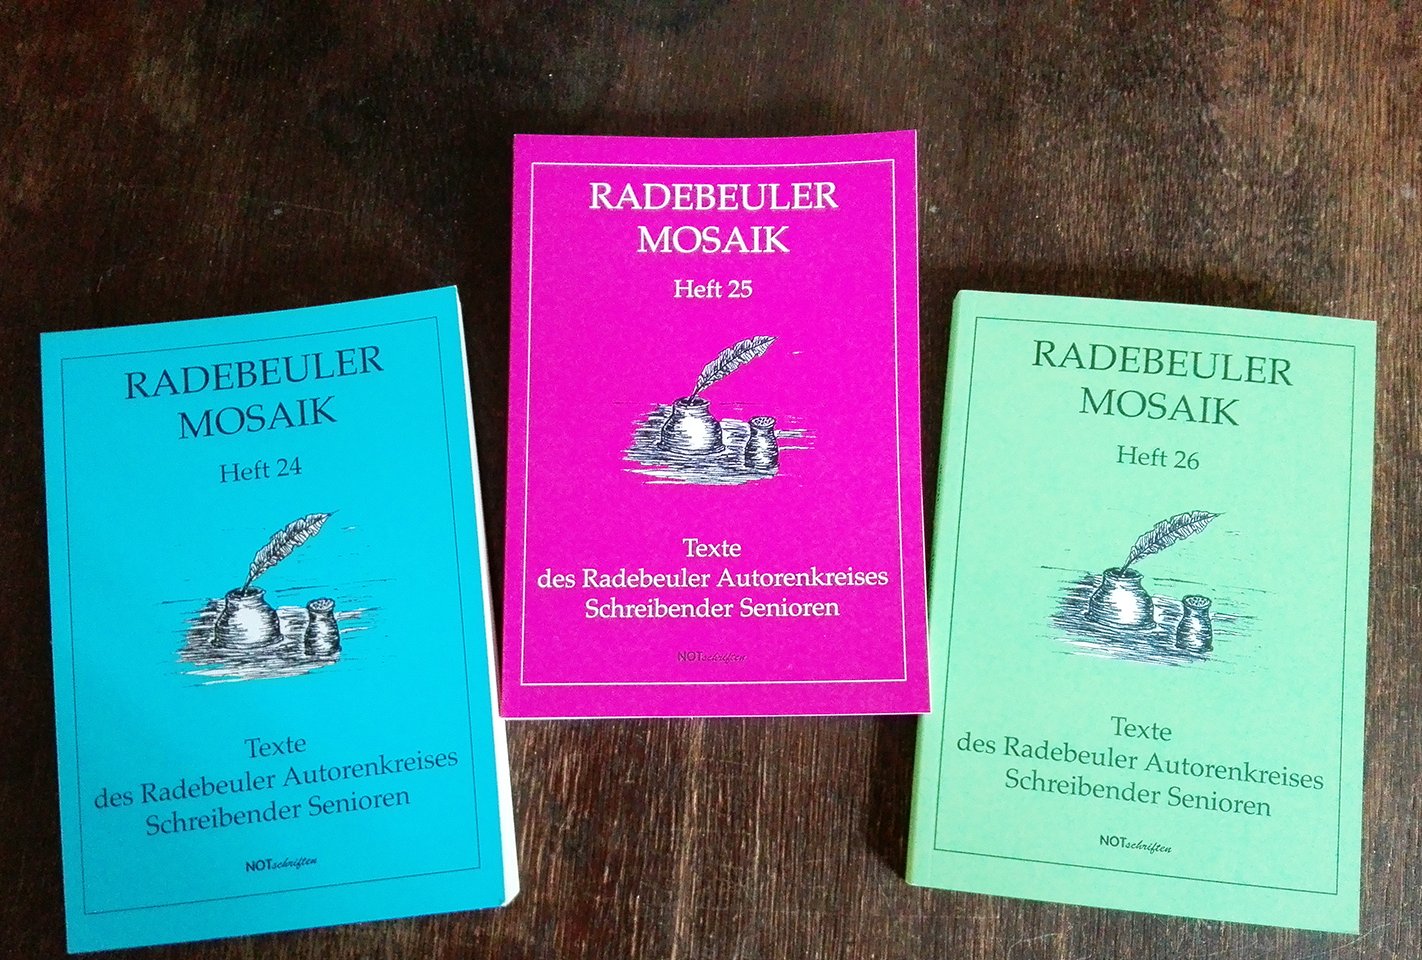 RADEBEULER
MOSAIK
Heft 24
Texte
des Radebeuler Autorenkreises
Schreibender Senioren
NOTschriften
RADEBEULER
MOSAIK
Heft 25
Texte
des Radebeuler Autorenkreises
Schreibender Senioren
NOTschriften
RADEBEULER
MOSAIK
Heft 26
Texte
des Radebeuler Autorenkreises
Schreibender Senioren
NOTschriften